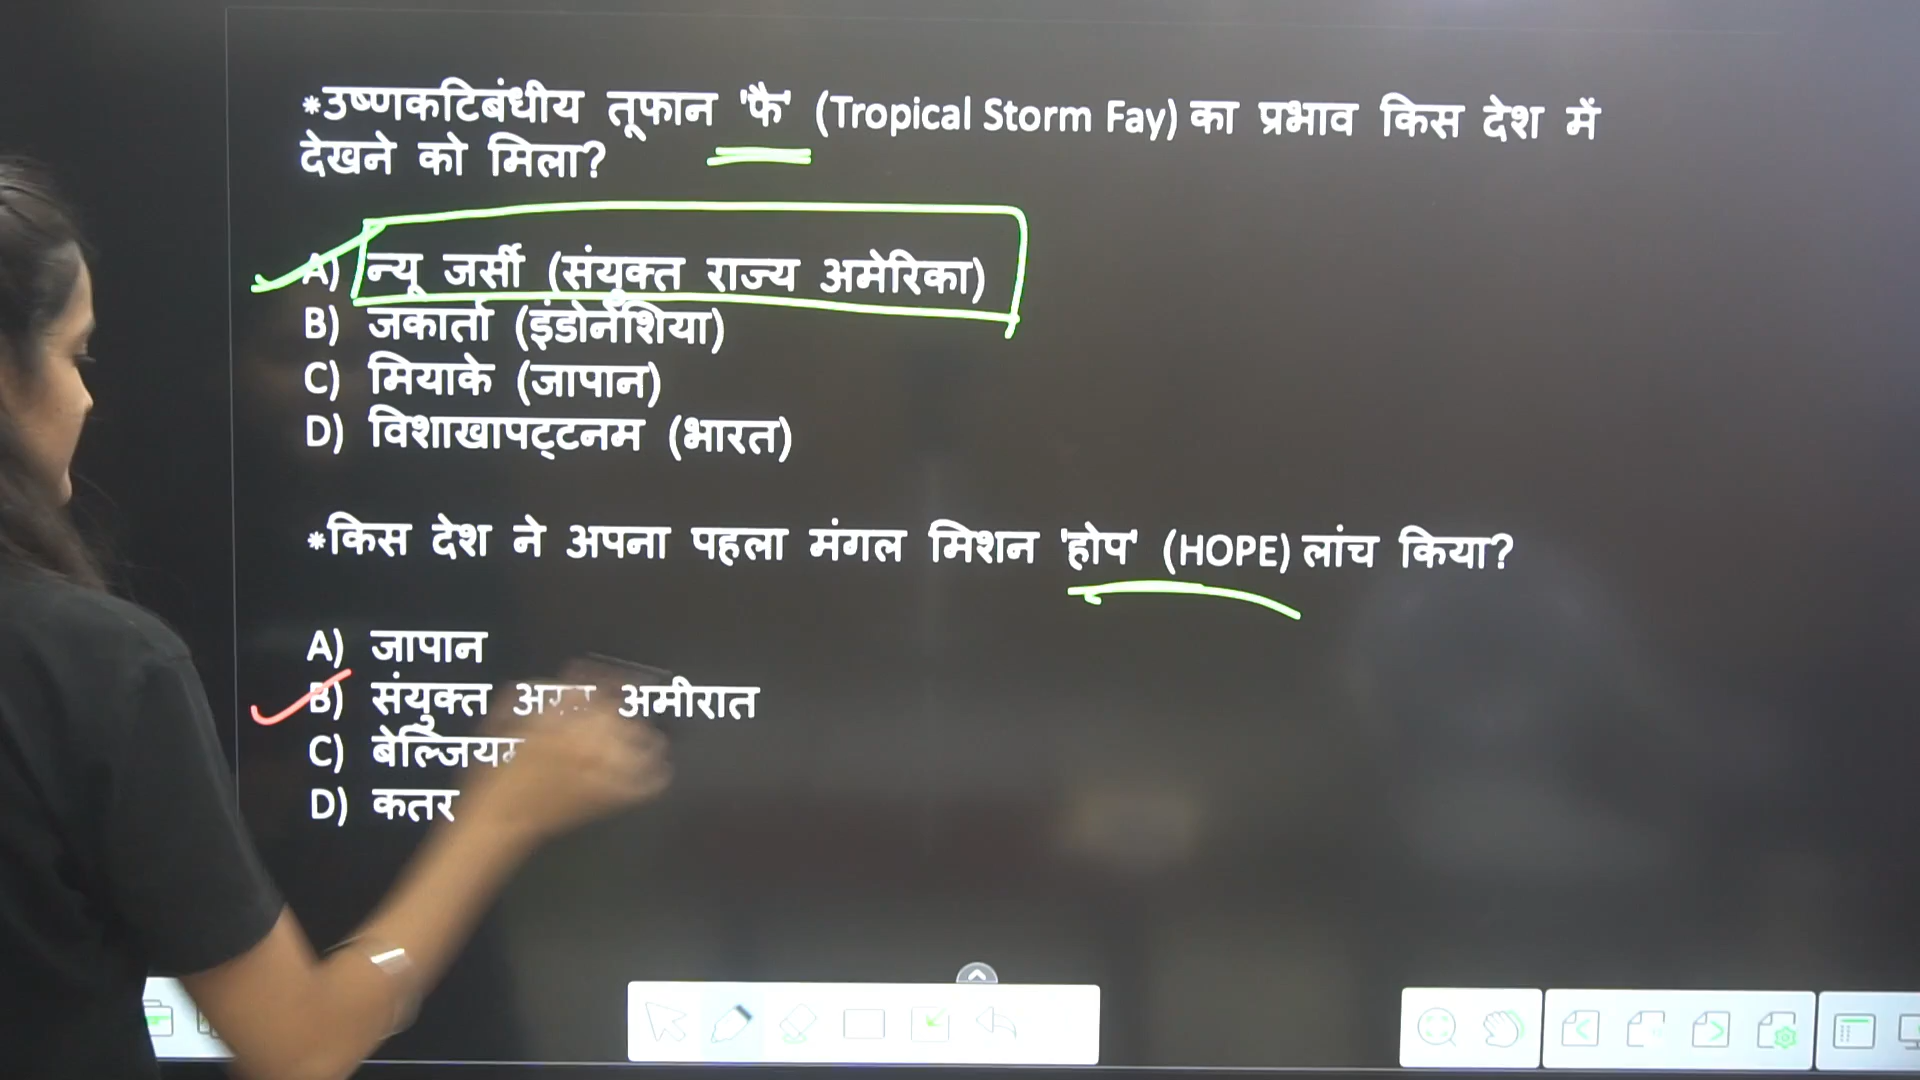 *उष्णकटिबंधीय तूफान 'फै' (Tropical Storm Fay) का प्रभाव किस देश में
देखने को मिला?
A) न्यू जर्सी (संयुक्त राज्य अमेरिका)
B) जकार्ता (इंडोनेशिया)
C) मियाके (जापान)
D) विशाखापट्टनम (भारत)
*किस देश ने अपना पहला मंगल मिशन 'होप' (HOPE) लांच किया?
A) जापान
B) संयुक्त अमीरात
C) बेल्जियम
D) कतर